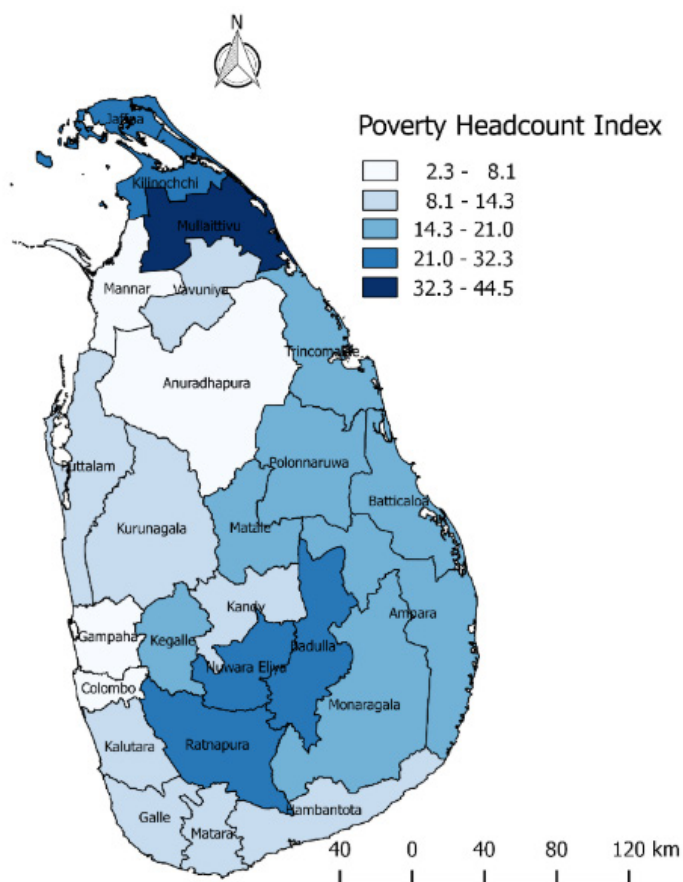 N
Poverty Headcount Index
2.3 - 8.1
8.1 - 14.3
14.3 - 21.0
21.0 - 32.3
32.3 - 44.5
Jaffna
Kilinochchi
Mullaittivu
Mannar
Vavuniya
Trincomalee
Anuradhapura
Puttalam
Polonnaruwa
Batticaloa
Kurunagala
Matale
Kandy
Ampara
Gampaha
Kegalle
Badulla
Nuwara Eliya
Colombo
Monaragala
Kalutara
Ratnapura
Galle
Hambantota
Matara
40 0 40 80 120 km